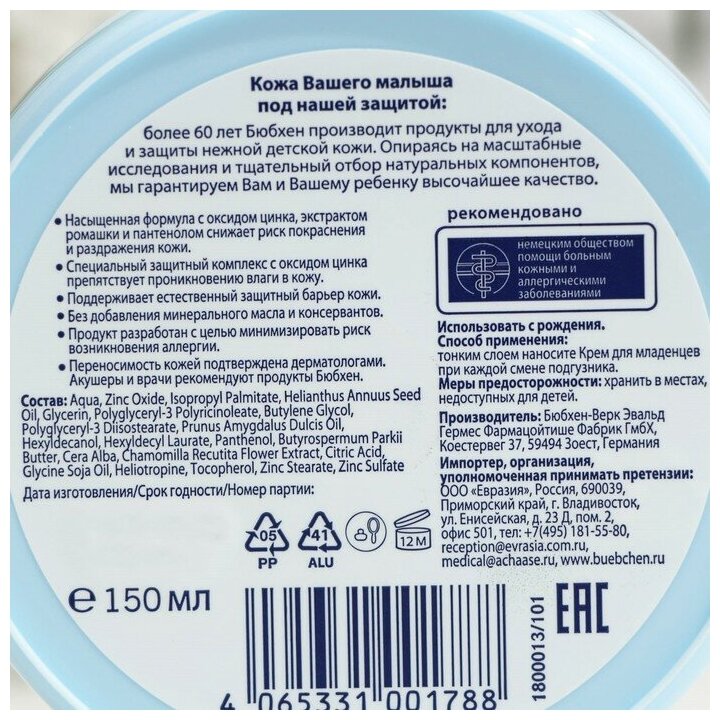 Кожа Вашего малыша
под нашей защитой:
более 60 лет Бюбхен производит продукты для ухода
и защиты нежной детской кожи. Опираясь на масштабные
исследования и тщательный отбор натуральных компонентов,
мы гарантируем Вам и Вашему ребенку высочайшее качество.
• Насыщенная формула с оксидом цинка, экстрактом
ромашки и пантенолом снижает риск покраснения
и раздражения кожи.
• Специальный защитный комплекс с оксидом цинка
препятствует проникновению влаги в кожу.
• Поддерживает естественный защитный барьер кожи.
• Без добавления минерального масла и консервантов.
• Продукт разработан с целью минимизировать риск
возникновения аллергии.
• Переносимость кожей подтверждена дерматологами.
Акушеры и врачи рекомендуют продукты Бюбхен.
Состав: Aqua, Zinc Oxide, Isopropyl Palmitate, Helianthus Annuus Seed
Oil, Glycerin, Polyglyceryl-3 Polyricinoleate, Butylene Glycol,
Polyglyceryl-3 Diisostearate, Prunus Amygdalus Dulcis Oil,
Hexyldecanol, Hexyldecyl Laurate, Panthenol, Butyrospermum Parkii
Butter, Cera Alba, Chamomilla Recutita Flower Extract, Citric Acid,
Glycine Soja Oil, Heliotropine, Tocopherol, Zinc Stearate, Zinc Sulfate
Дата изготовления/Срок годности/Номер партии:
рекомендовано
немецким обществом
помощи больным
кожными и
аллергическими
заболеваниями
Использовать с рождения.
Способ применения:
тонким слоем наносите Крем для младенцев
при каждой смене подгузника.
Меры предосторожности: хранить в местах,
недоступных для детей.
Производитель: Бюбхен-Верк Эвальд
Гермес Фармацойтише Фабрик ГмбХ,
Коестервег 37, 59494 Зоест, Германия
Импортер, организация,
уполномоченная принимать претензии:
ООО «Евразия», Россия, 690039,
Приморский край, г. Владивосток,
ул. Енисейская, д. 23 Д, пом. 2,
офис 501, тел: +7(495) 181-55-80,
reception@evrasia.com.ru,
medical@achaase.ru, www.buebchen.ru
05
PP
41
ALU
12 M
℮ 150 мл
4 065331 001788
1800013/101
EAC